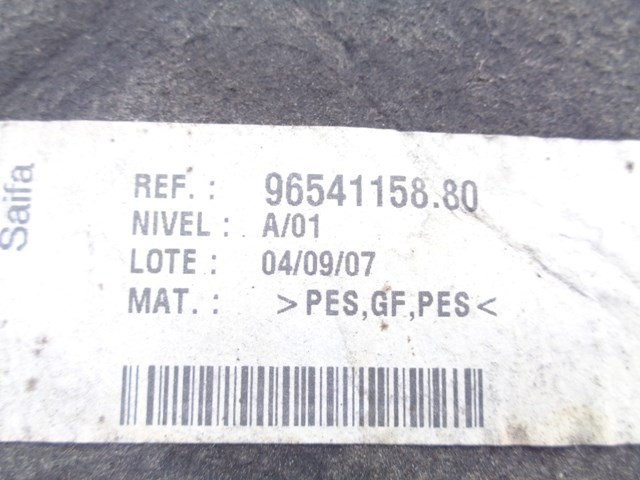 Saifa
REF. : 96541158.80
NIVEL : A/01
LOTE : 04/09/07
MAT. : >PES,GF,PES<